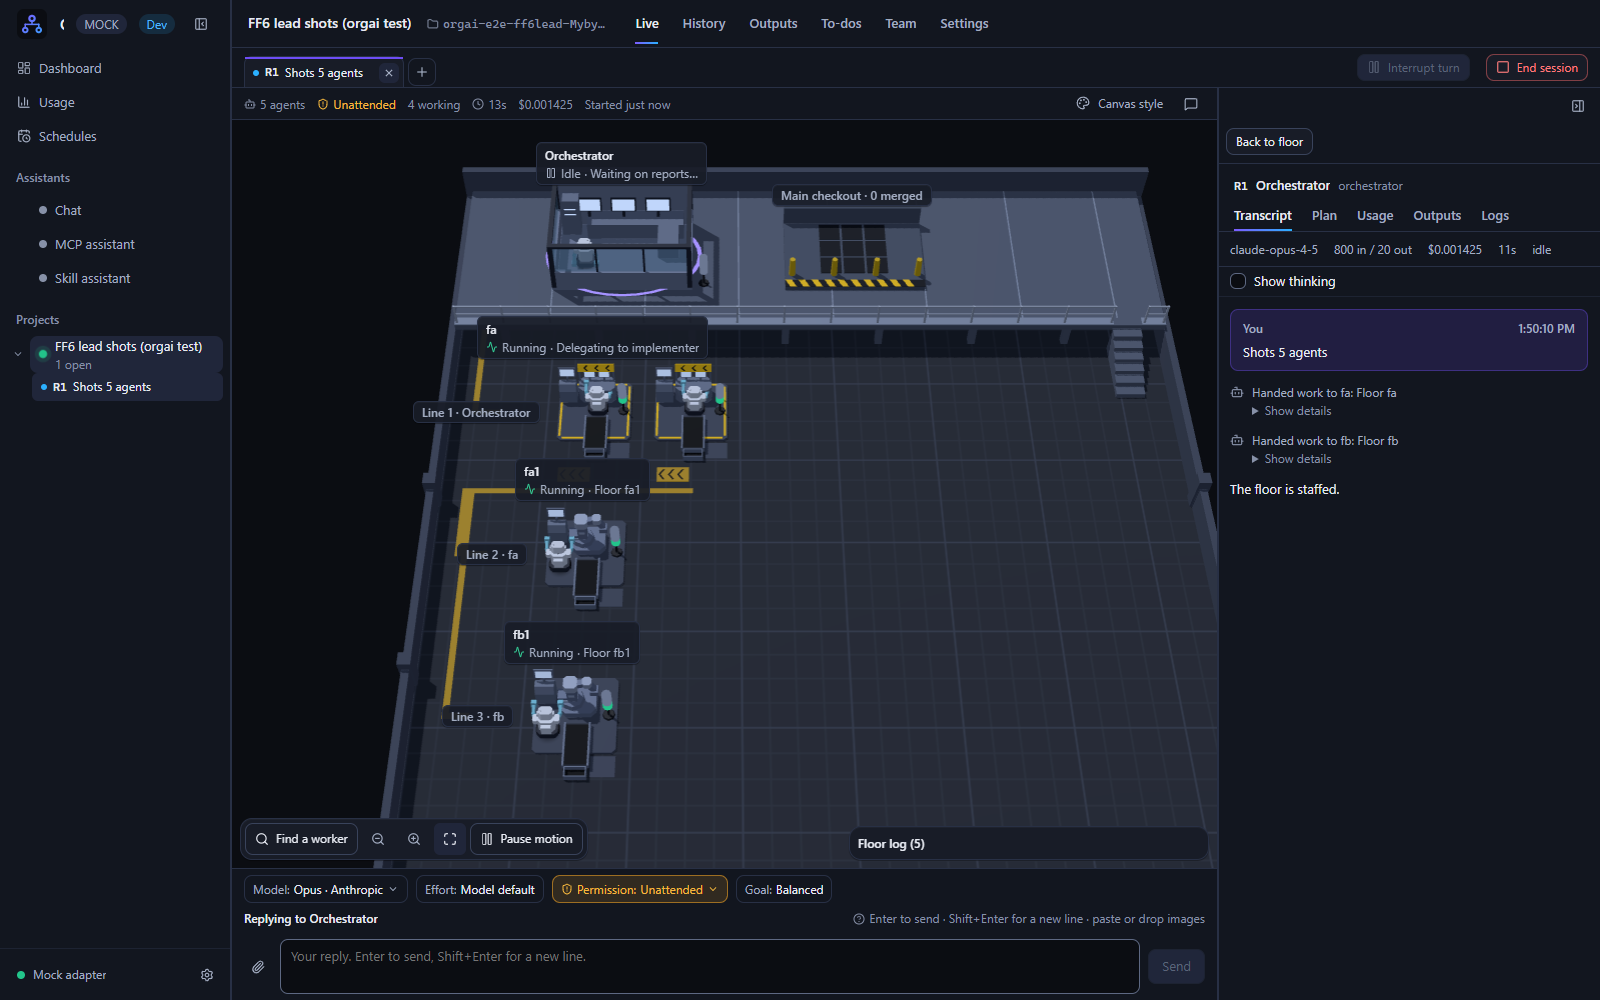 MOCK
Dev
Dashboard
Usage
Schedules
Assistants
Chat
MCP assistant
Skill assistant
Projects
FF6 lead shots (orgai test)
1 open
R1 Shots 5 agents
Mock adapter
FF6 lead shots (orgai test)
orgai-e2e-ff6lead-Myby…
Live
History
Outputs
To-dos
Team
Settings
R1 Shots 5 agents
Interrupt turn
End session
5 agents
Unattended
4 working
13s
$0.001425
Started just now
Canvas style
Orchestrator
Idle · Waiting on reports…
Main checkout · 0 merged
fa
Running · Delegating to implementer
Line 1 · Orchestrator
fa1
Running · Floor fa1
Line 2 · fa
fb1
Running · Floor fb1
Line 3 · fb
Find a worker
Pause motion
Floor log (5)
Model: Opus · Anthropic
Effort: Model default
Permission: Unattended
Goal: Balanced
Replying to Orchestrator
Enter to send · Shift+Enter for a new line · paste or drop images
Your reply. Enter to send, Shift+Enter for a new line.
Send
Back to floor
R1 Orchestrator orchestrator
Transcript
Plan
Usage
Outputs
Logs
claude-opus-4-5
800 in / 20 out
$0.001425
11s
idle
Show thinking
You
1:50:10 PM
Shots 5 agents
Handed work to fa: Floor fa
Show details
Handed work to fb: Floor fb
Show details
The floor is staffed.